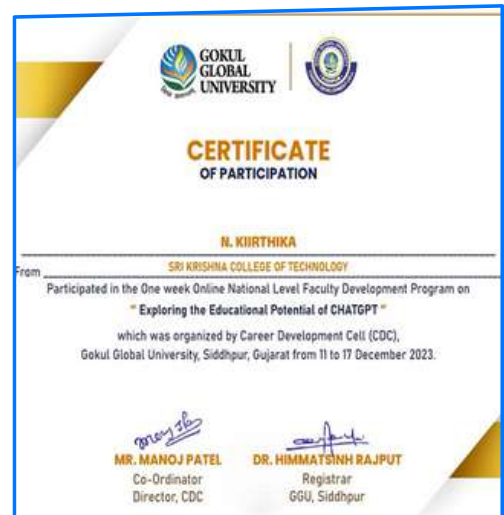 GOKUL
GLOBAL
UNIVERSITY
CERTIFICATE
OF PARTICIPATION
N. KIIRTHIKA
From SRI KRISHNA COLLEGE OF TECHNOLOGY
Participated in the One week Online National Level Faculty Development Program on
" Exploring the Educational Potential of CHATGPT "
which was organized by Career Development Cell (CDC),
Gokul Global University, Siddhpur, Gujarat from 11 to 17 December 2023.
MR. MANOJ PATEL DR. HIMMATSINH RAJPUT
Co-Ordinator Registrar
Director, CDC GGU, Siddhpur